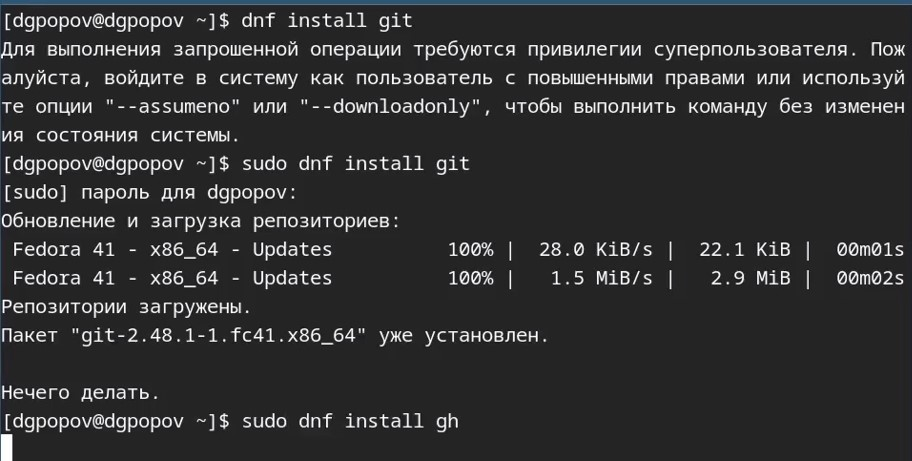 [dgpopov@dgpopov ~]$ dnf install git
Для выполнения запрошенной операции требуются привилегии суперпользователя. Пож
алуйста, войдите в систему как пользователь с повышенными правами или используй
те опции "--assumeno" или "--downloadonly", чтобы выполнить команду без изменен
ия состояния системы.
[dgpopov@dgpopov ~]$ sudo dnf install git
[sudo] пароль для dgpopov:
Обновление и загрузка репозиториев:
 Fedora 41 - x86_64 - Updates          100% |  28.0 KiB/s |  22.1 KiB |  00m01s
 Fedora 41 - x86_64 - Updates          100% |   1.5 MiB/s |   2.9 MiB |  00m02s
Репозитории загружены.
Пакет "git-2.48.1-1.fc41.x86_64" уже установлен.

Нечего делать.
[dgpopov@dgpopov ~]$ sudo dnf install gh